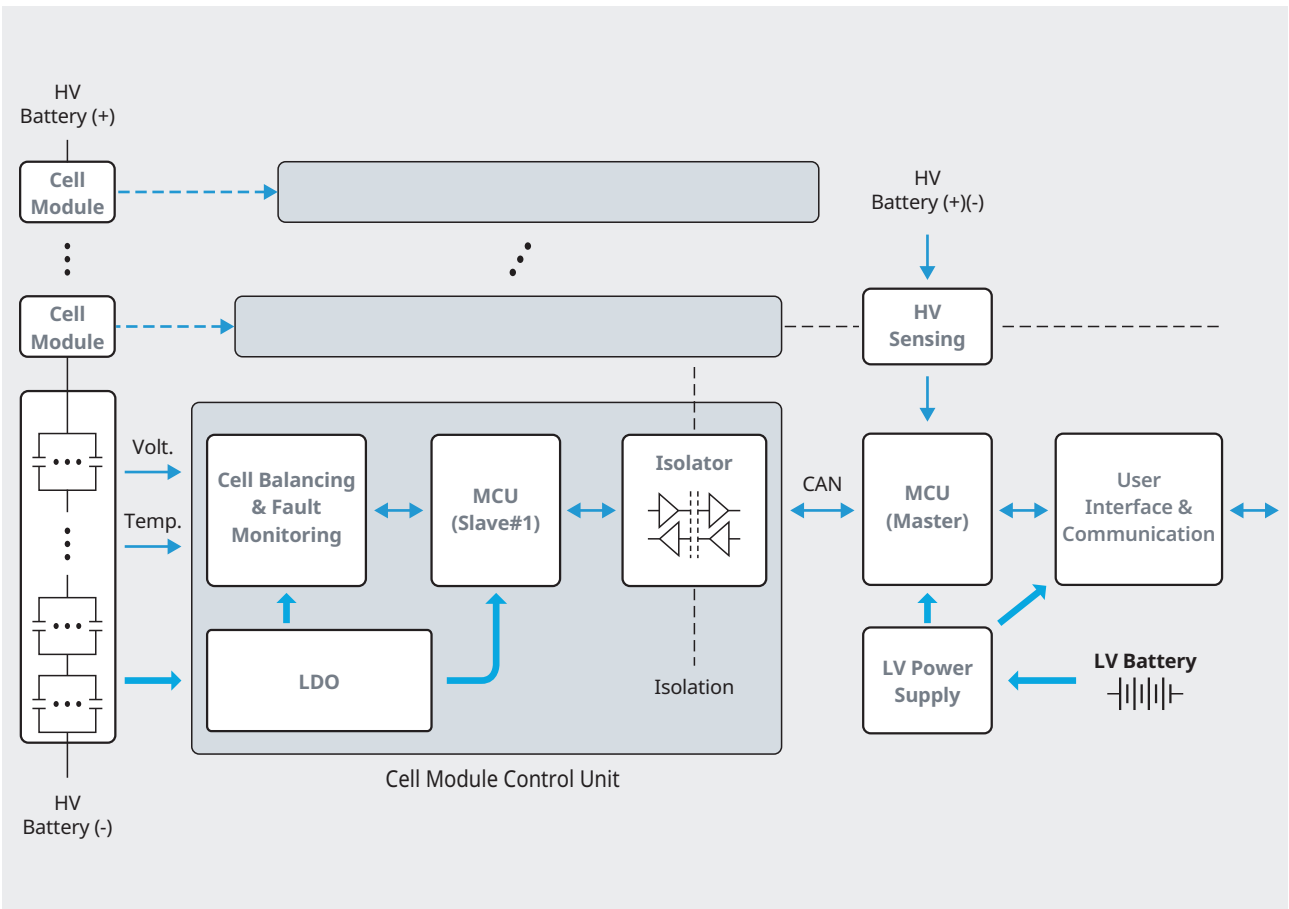 HV
Battery (+)
Cell
Module
HV
Battery (+)(-)
Cell
Module
HV
Sensing
Volt.
Temp.
Cell Balancing
& Fault
Monitoring
MCU
(Slave#1)
Isolator
CAN
MCU
(Master)
User
Interface &
Communication
LDO
Isolation
LV Power
Supply
LV Battery
Cell Module Control Unit
HV
Battery (-)